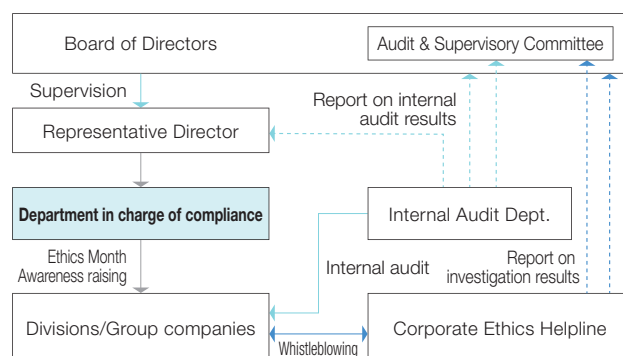 Board of Directors
Audit & Supervisory Committee
Supervision
Report on internal
audit results
Representative Director
Department in charge of compliance
Internal Audit Dept.
Ethics Month
Awareness raising
Internal audit
Report on
investigation results
Divisions/Group companies
Whistleblowing
Corporate Ethics Helpline